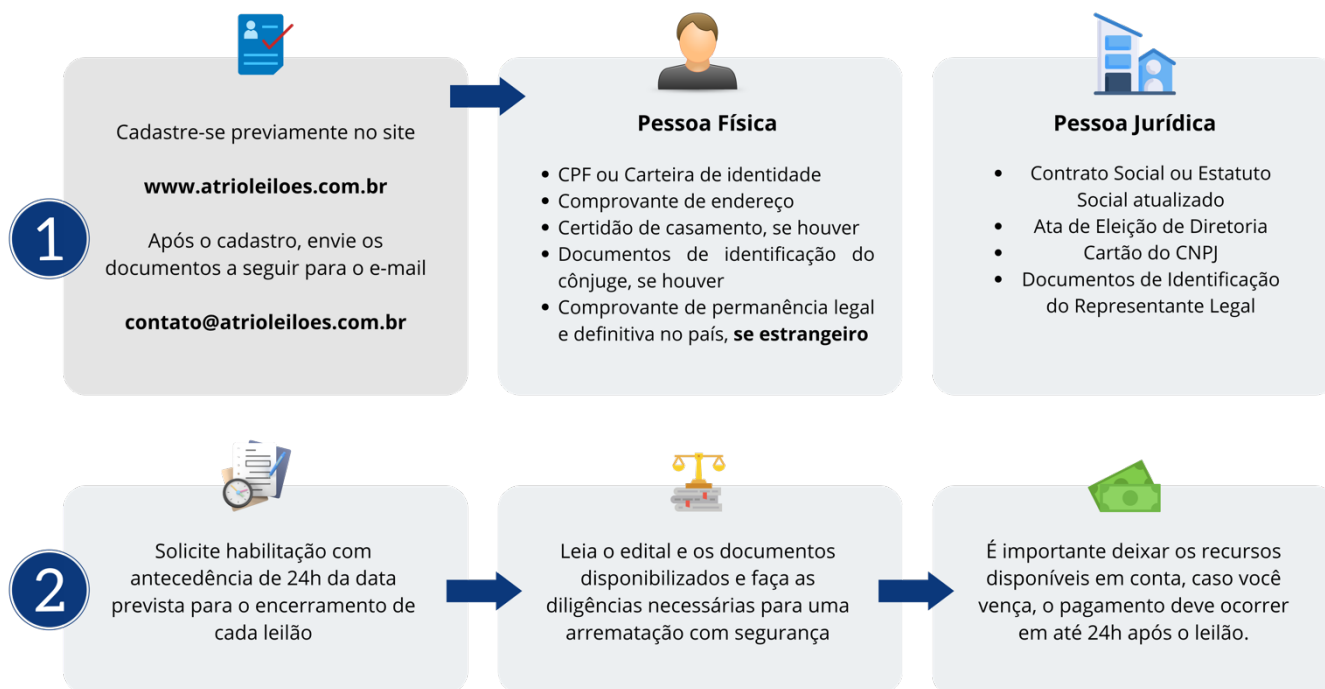 1
Cadastre-se previamente no site
www.atrioleiloes.com.br
Após o cadastro, envie os
documentos a seguir para o e-mail
contato@atrioleiloes.com.br
Pessoa Física
• CPF ou Carteira de identidade
• Comprovante de endereço
• Certidão de casamento, se houver
• Documentos de identificação do
cônjuge, se houver
• Comprovante de permanência legal
e definitiva no país, se estrangeiro
Pessoa Jurídica
• Contrato Social ou Estatuto
Social atualizado
• Ata de Eleição de Diretoria
• Cartão do CNPJ
• Documentos de Identificação
do Representante Legal
2
Solicite habilitação com
antecedência de 24h da data
prevista para o encerramento de
cada leilão
Leia o edital e os documentos
disponibilizados e faça as
diligências necessárias para uma
arrematação com segurança
É importante deixar os recursos
disponíveis em conta, caso você
vença, o pagamento deve ocorrer
em até 24h após o leilão.